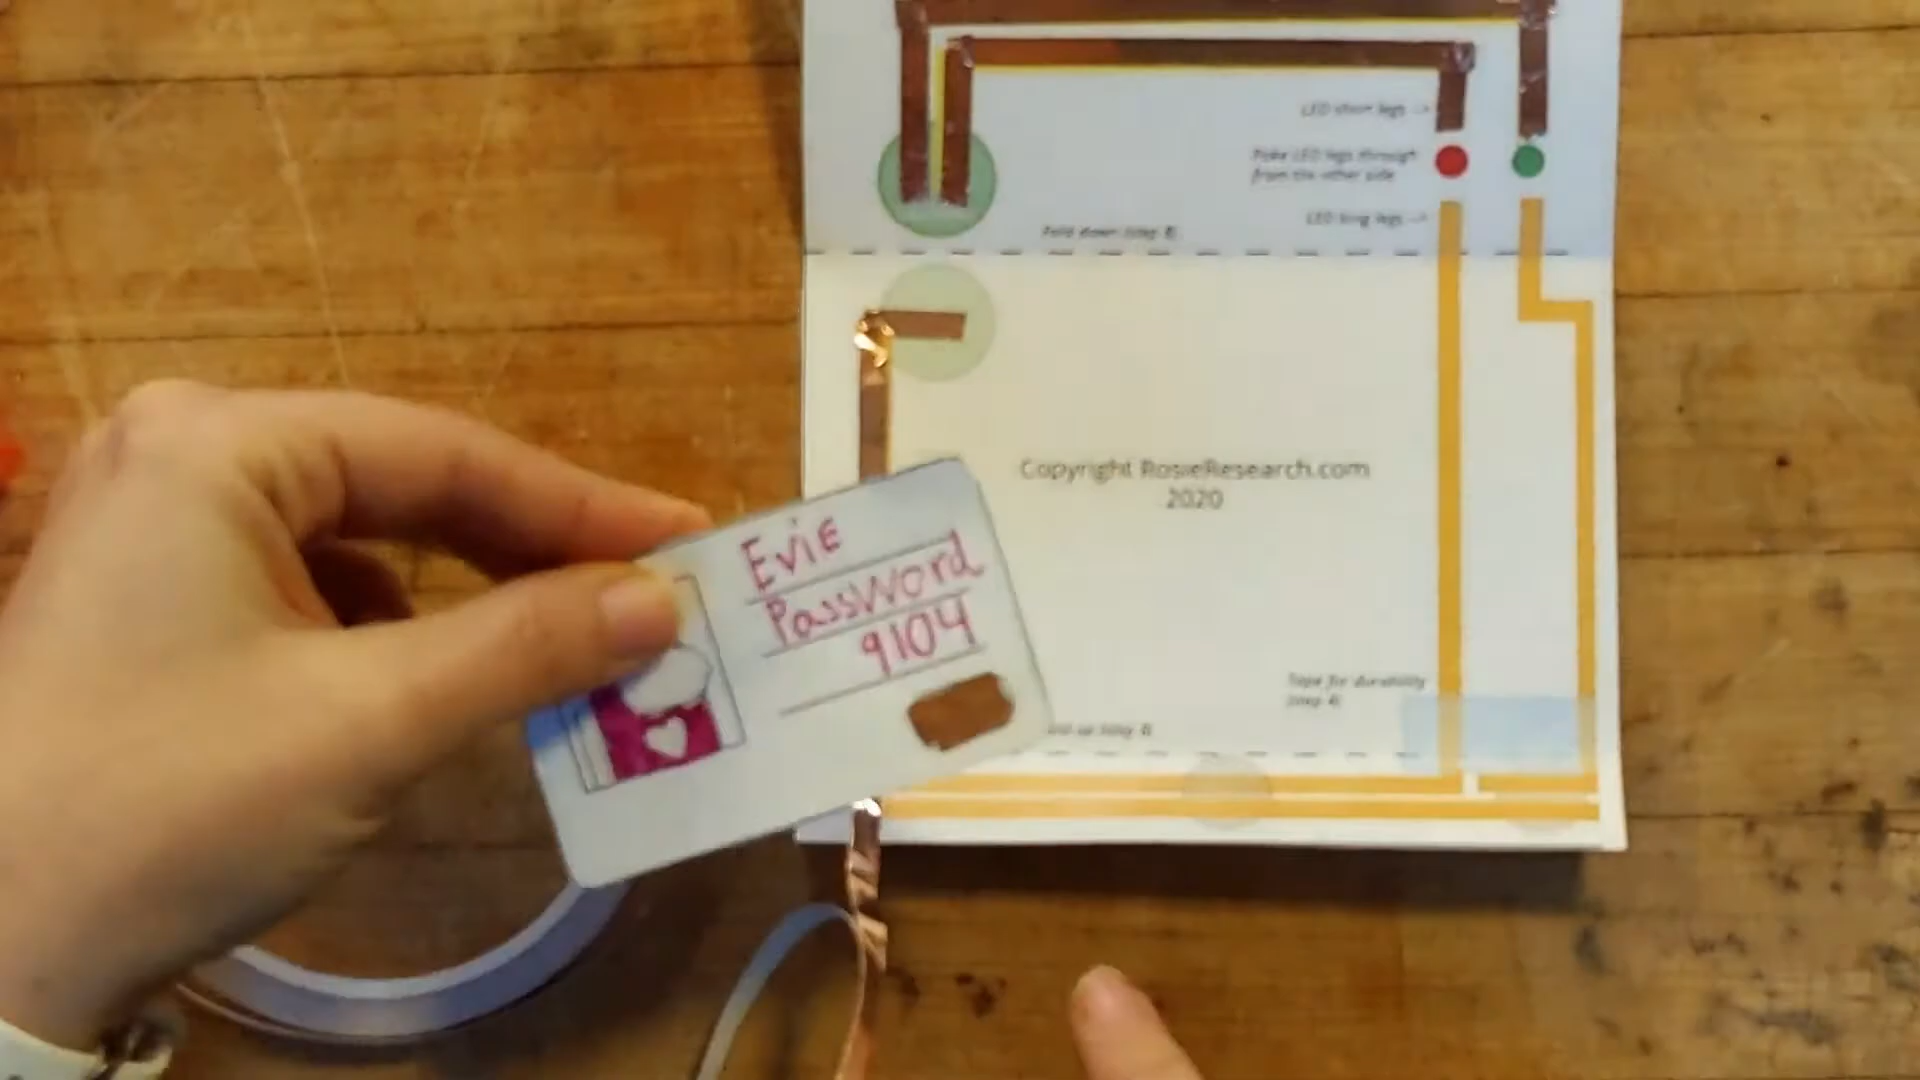 LED short legs -->
Poke LED legs through
from the other side
LED long legs -->
Fold down (step 8)
Copyright RosieResearch.com
2020
Evie
PassWord
9104
Tape for durability
(step 4)